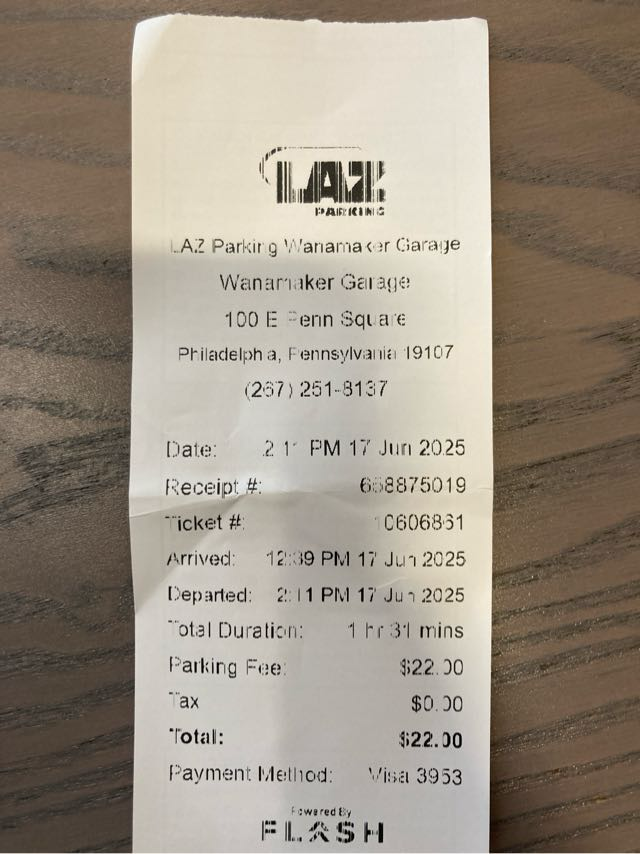 LAZ
PARKING
LAZ Parking Wanamaker Garage
Wanamaker Garage
100 E Penn Square
Philadelphia, Pennsylvania 19107
(267) 251-8137
Date: 2:11 PM 17 Jun 2025
Receipt #: 668875019
Ticket #: 10606861
Arrived: 12:39 PM 17 Jun 2025
Departed: 2:11 PM 17 Jun 2025
Total Duration: 1 hr 31 mins
Parking Fee: $22.00
Tax $0.00
Total: $22.00
Payment Method: Visa 3953
Powered By
FLASH